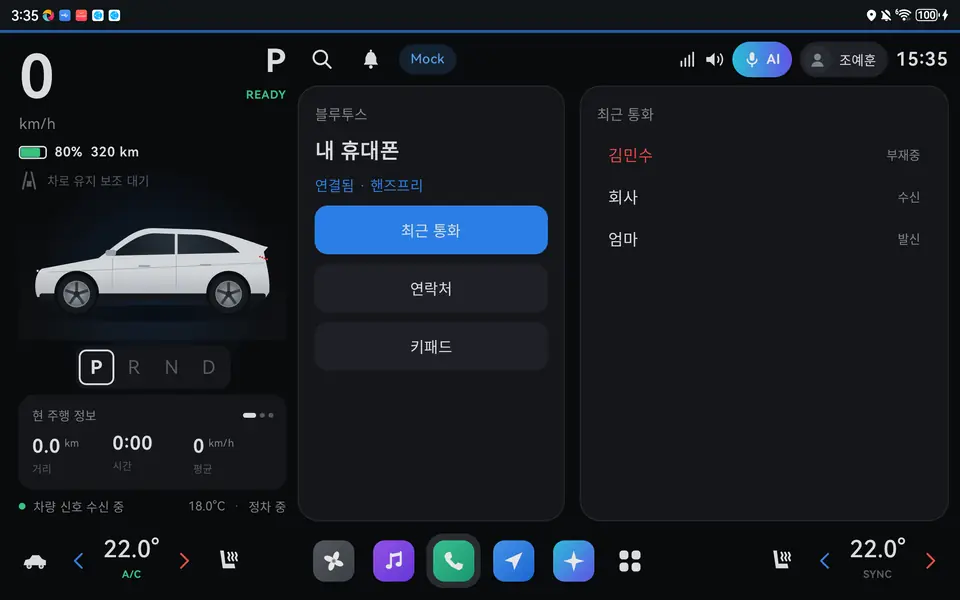 3:35
100
0
km/h
P
READY
80% 320 km
차로 유지 보조 대기
P R N D
현 주행 정보
0.0 km
거리
0:00
시간
0 km/h
평균
차량 신호 수신 중
18.0°C · 정차 중
Mock
AI
조예훈
15:35
블루투스
내 휴대폰
연결됨 · 핸즈프리
최근 통화
연락처
키패드
최근 통화
김민수 부재중
회사 수신
엄마 발신
22.0°
A/C
22.0°
SYNC